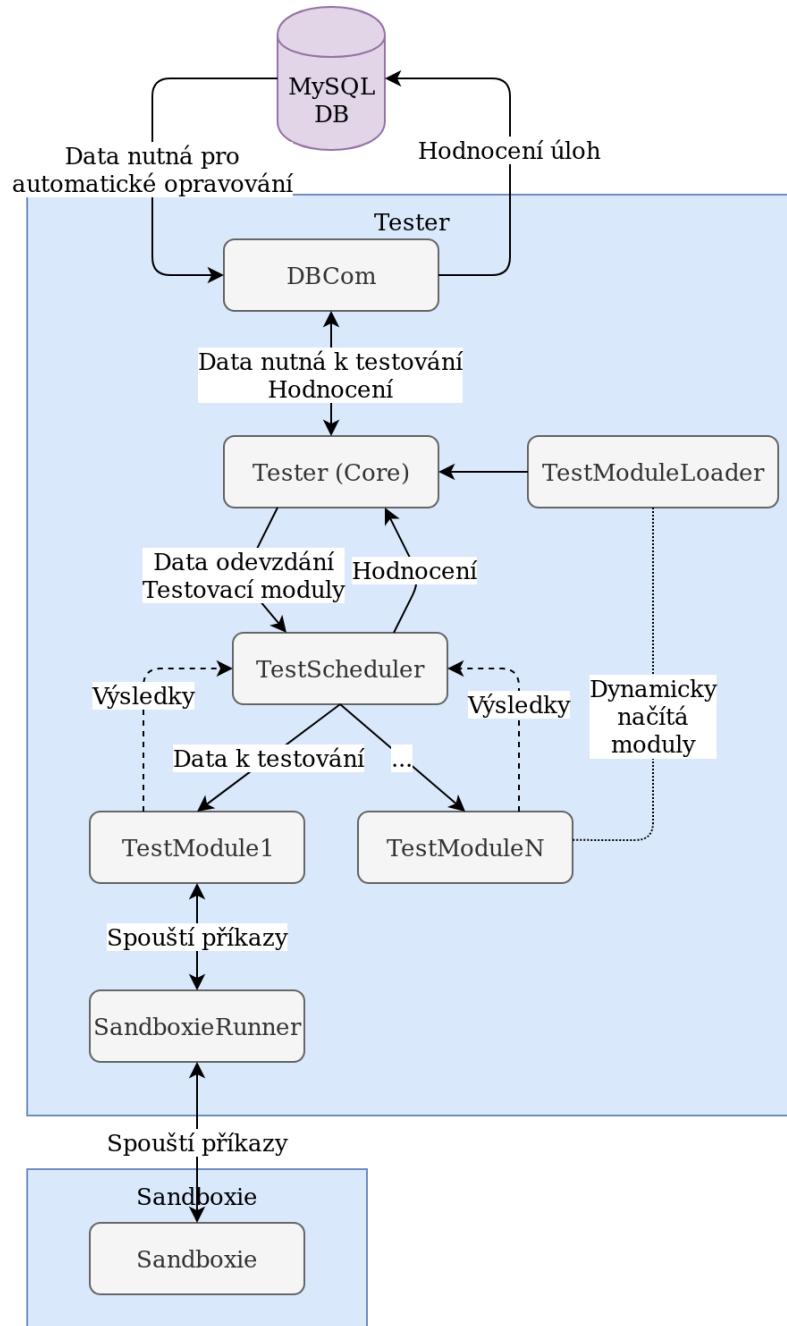 MySQL
DB
Data nutná pro
automatické opravování
Hodnocení úloh
Tester
DBCom
Data nutná k testování
Hodnocení
Tester (Core)
TestModuleLoader
Data odevzdání
Testovací moduly
Hodnocení
TestScheduler
Výsledky
Výsledky
Dynamicky
načítá
moduly
Data k testování
...
TestModule1
TestModuleN
Spouští příkazy
SandboxieRunner
Spouští příkazy
Sandboxie
Sandboxie